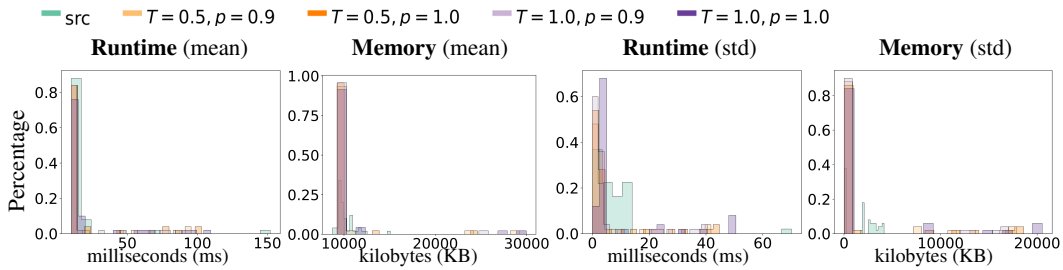 src T = 0.5, p = 0.9 T = 0.5, p = 1.0 T = 1.0, p = 0.9 T = 1.0, p = 1.0
Runtime (mean) Memory (mean) Runtime (std) Memory (std)
Percentage
0.8
0.6
0.4
0.2
0.0
50 100 150
milliseconds (ms)
1.00
0.75
0.50
0.25
0.00
10000 20000 30000
kilobytes (KB)
0.6
0.4
0.2
0.0
0 20 40 60
milliseconds (ms)
0.8
0.6
0.4
0.2
0.0
0 10000 20000
kilobytes (KB)